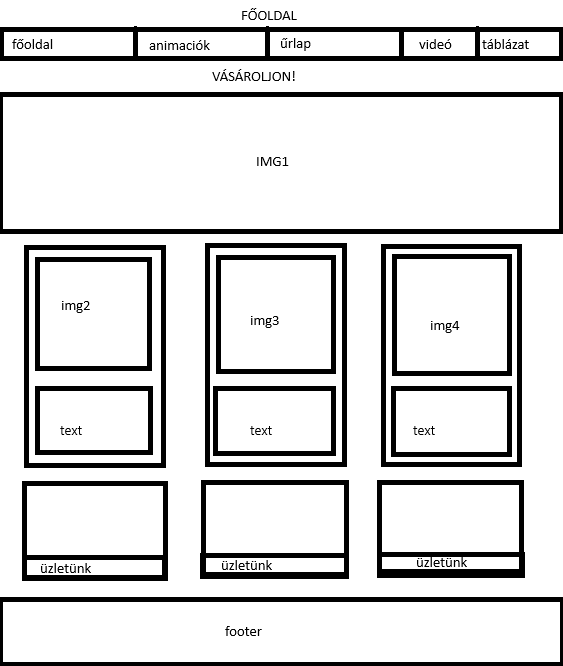 FŐOLDAL
főoldal animaciók űrlap videó táblázat
VÁSÁROLJON!
IMG1
img2 img3 img4
text text text
üzletünk üzletünk üzletünk
footer